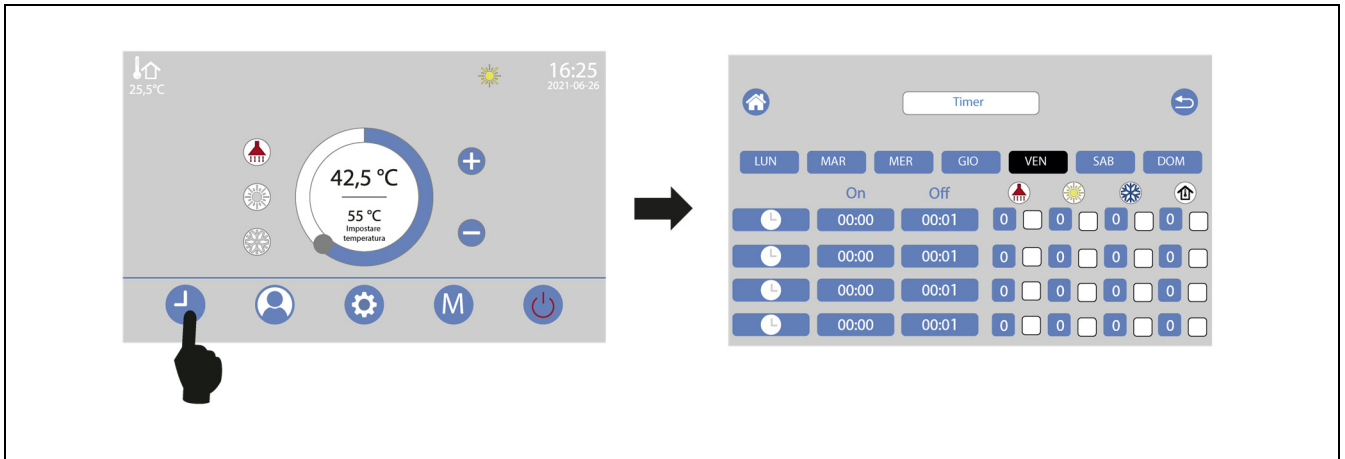 25,5°C
16:25
2021-06-26
42,5 °C
55 °C
Impostare
temperatura
M
Timer
LUN MAR MER GIO VEN SAB DOM
On Off
00:00 00:01 0 0 0 0
00:00 00:01 0 0 0 0
00:00 00:01 0 0 0 0
00:00 00:01 0 0 0 0